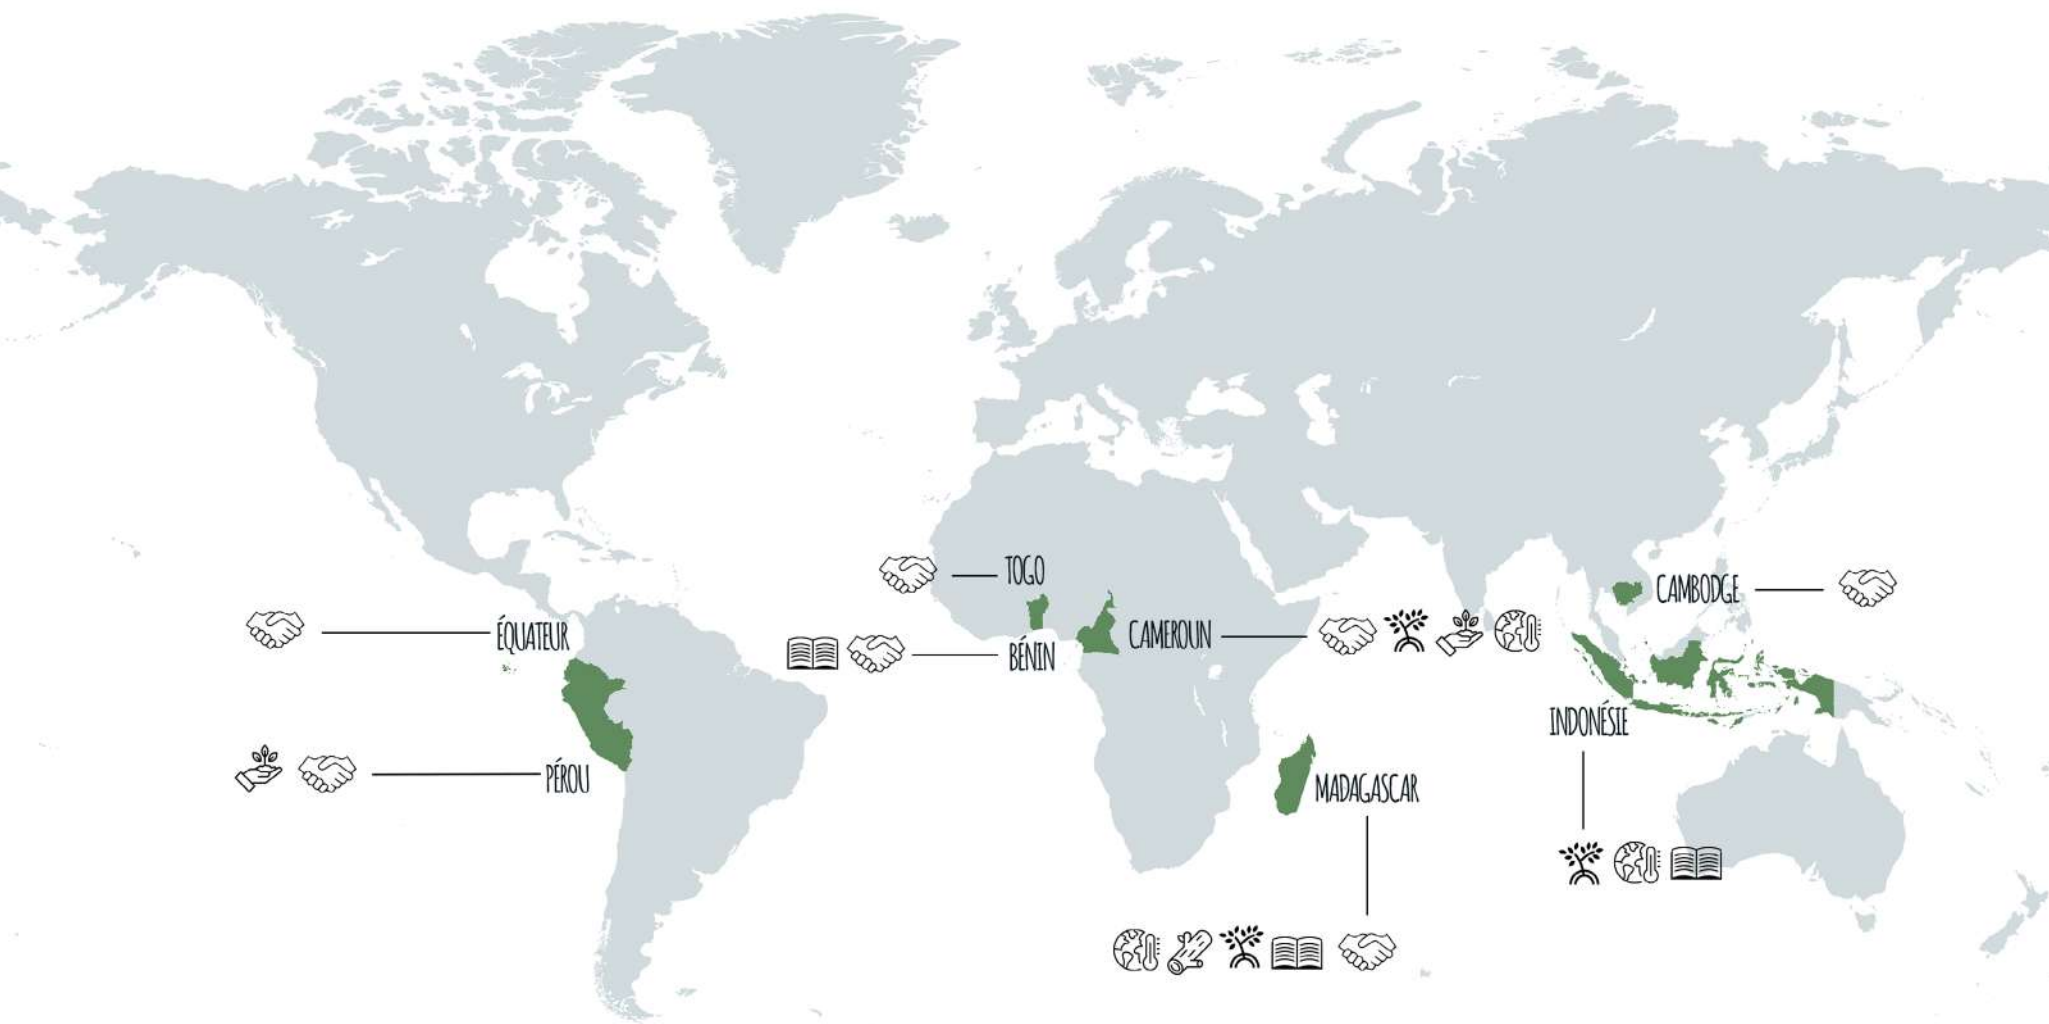 TOGO
CAMBODGE
ÉQUATEUR
CAMEROUN
BÉNIN
INDONÉSIE
PÉROU
MADAGASCAR